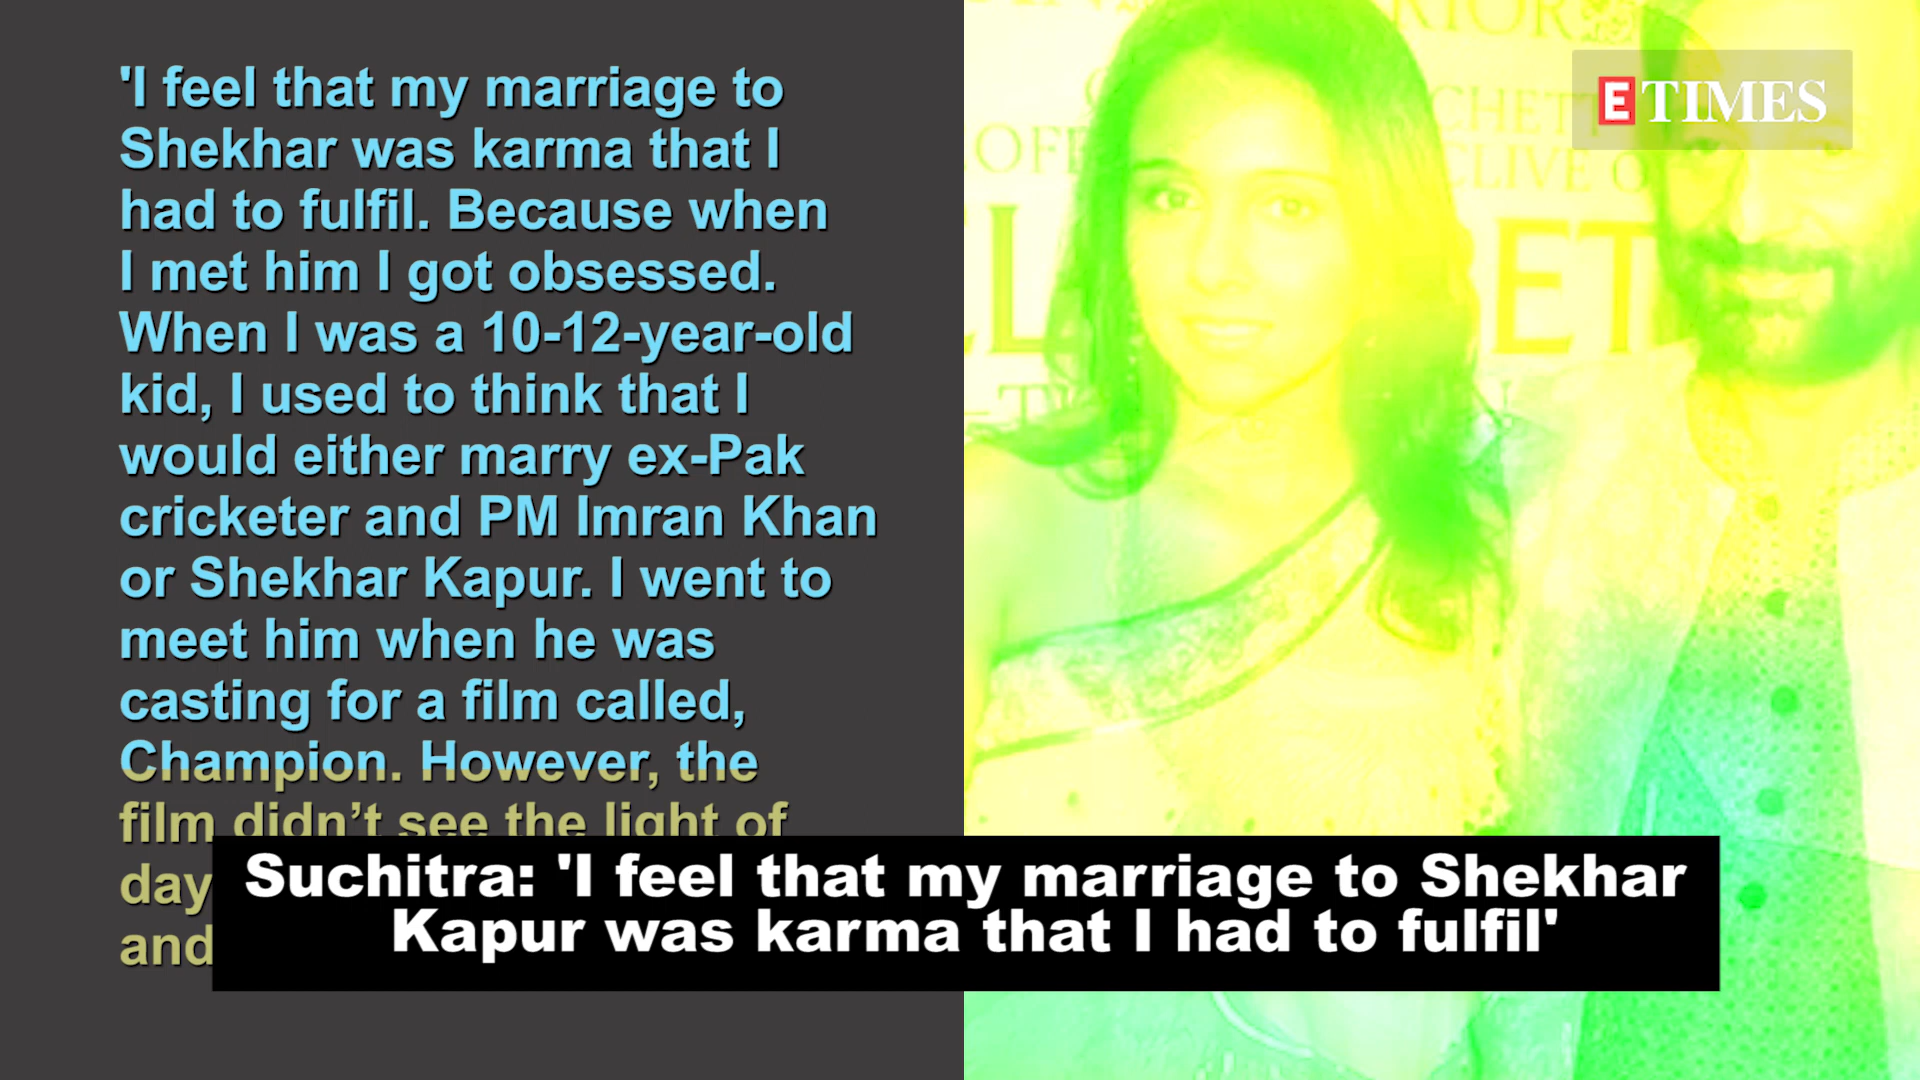 'I feel that my marriage to
Shekhar was karma that I
had to fulfil. Because when
I met him I got obsessed.
When I was a 10-12-year-old
kid, I used to think that I
would either marry ex-Pak
cricketer and PM Imran Khan
or Shekhar Kapur. I went to
meet him when he was
casting for a film called,
Champion. However, the
film didn’t see the light of
day
and
Suchitra: 'I feel that my marriage to Shekhar
Kapur was karma that I had to fulfil'
E TIMES
OF
CLIVE O
ET